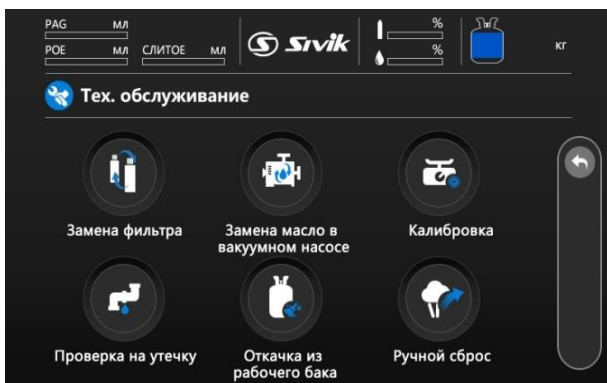 PAG мл
POE мл СЛИТОЕ мл
Sivik
%
%
кг
Тех. обслуживание
Замена фильтра
Замена масло в
вакуумном насосе
Калибровка
Проверка на утечку
Откачка из
рабочего бака
Ручной сброс